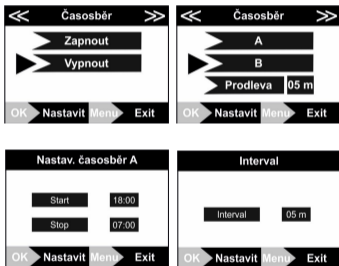 Časosběr
Zapnout
Vypnout
OK Nastavit Menu Exit
Časosběr
A
B
Prodleva 05 m
OK Nastavit Menu Exit
Nastav. časosběr A
Start 18:00
Stop 07:00
OK Nastavit Menu Exit
Interval
Interval 05 m
OK Nastavit Menu Exit